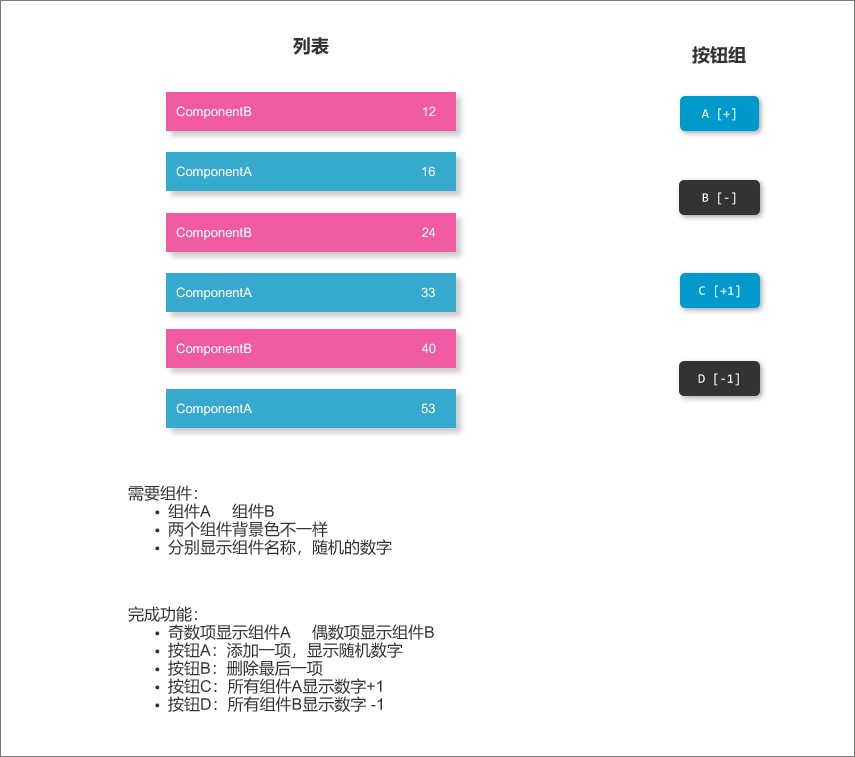 列表
按钮组
ComponentB 12
A [+]
ComponentA 16
B [-]
ComponentB 24
ComponentA 33
C [+1]
ComponentB 40
D [-1]
ComponentA 53
需要组件：
• 组件A 组件B
• 两个组件背景色不一样
• 分别显示组件名称，随机的数字
完成功能：
• 奇数项显示组件A 偶数项显示组件B
• 按钮A：添加一项，显示随机数字
• 按钮B：删除最后一项
• 按钮C：所有组件A显示数字+1
• 按钮D：所有组件B显示数字 -1